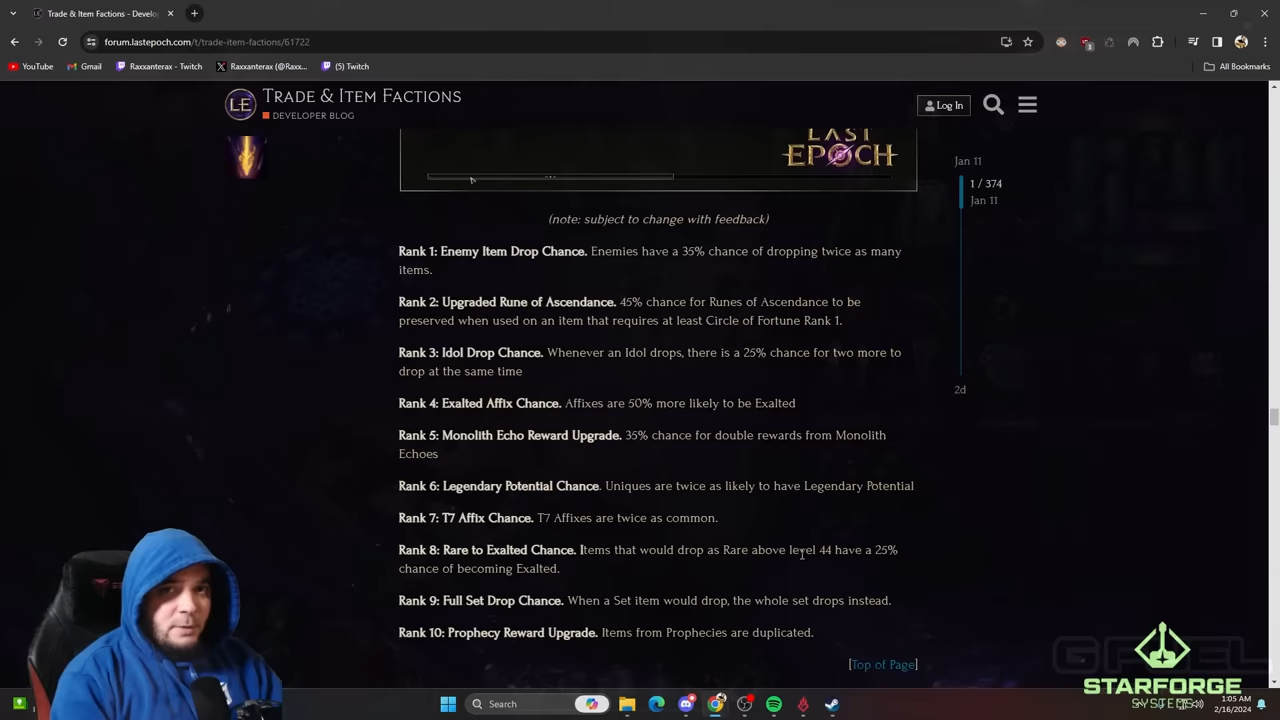 Trade & Item Factions - Develo
forum.lastepoch.com/t/trade-item-factions/61722
YouTube
Gmail
Raxxanterax - Twitch
Raxxanterax (@Raxx...
(5) Twitch
All Bookmarks
LE
TRADE & ITEM FACTIONS
DEVELOPER BLOG
Log In
LAST
EPOCH
Jan 11
1 / 374
Jan 11
2d
(note: subject to change with feedback)
Rank 1: Enemy Item Drop Chance. Enemies have a 35% chance of dropping twice as many
items.
Rank 2: Upgraded Rune of Ascendance. 45% chance for Runes of Ascendance to be
preserved when used on an item that requires at least Circle of Fortune Rank 1.
Rank 3: Idol Drop Chance. Whenever an Idol drops, there is a 25% chance for two more to
drop at the same time
Rank 4: Exalted Affix Chance. Affixes are 50% more likely to be Exalted
Rank 5: Monolith Echo Reward Upgrade. 35% chance for double rewards from Monolith
Echoes
Rank 6: Legendary Potential Chance. Uniques are twice as likely to have Legendary Potential
Rank 7: T7 Affix Chance. T7 Affixes are twice as common.
Rank 8: Rare to Exalted Chance. Items that would drop as Rare above level 44 have a 25%
chance of becoming Exalted.
Rank 9: Full Set Drop Chance. When a Set item would drop, the whole set drops instead.
Rank 10: Prophecy Reward Upgrade. Items from Prophecies are duplicated.
[Top of Page]
STARFORGE
SYSTEMS
Search
1:05 AM
2/16/2024